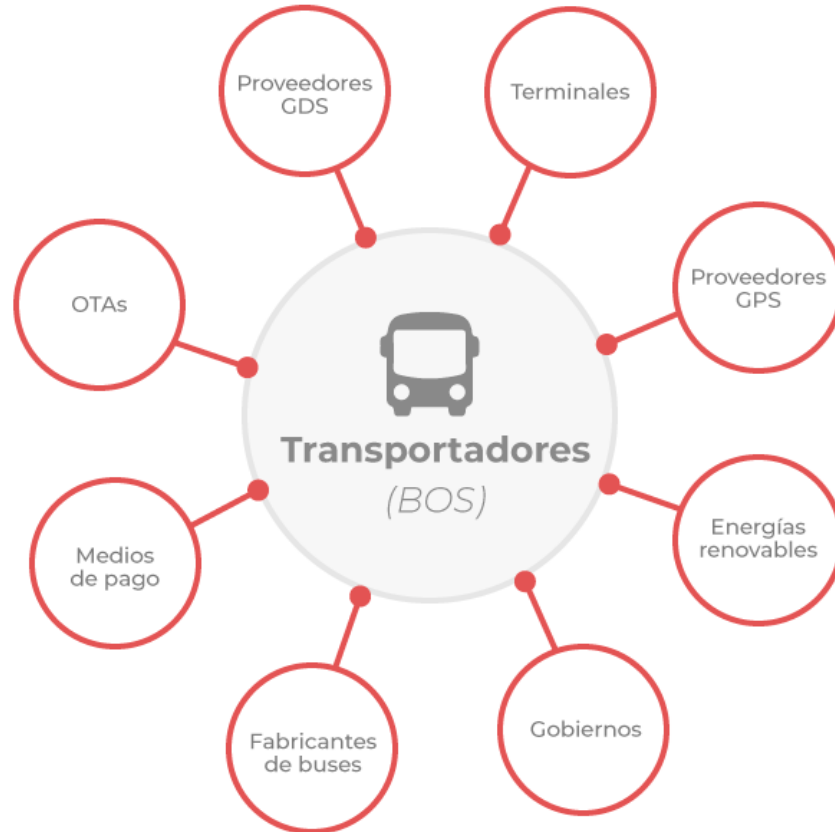 Proveedores
GDS
Terminales
Proveedores
GPS
OTAs
Transportadores
(BOS)
Energías
renovables
Medios
de pago
Gobiernos
Fabricantes
de buses